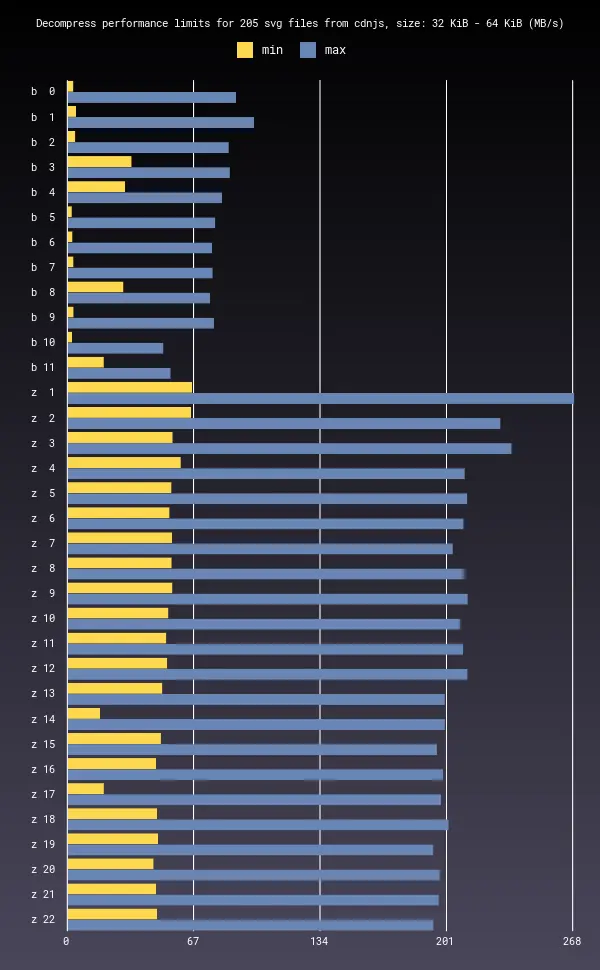 Decompress performance limits for 205 svg files from cdnjs, size: 32 KiB - 64 KiB (MB/s)
min max
b 0
b 1
b 2
b 3
b 4
b 5
b 6
b 7
b 8
b 9
b 10
b 11
z 1
z 2
z 3
z 4
z 5
z 6
z 7
z 8
z 9
z 10
z 11
z 12
z 13
z 14
z 15
z 16
z 17
z 18
z 19
z 20
z 21
z 22
0 67 134 201 268